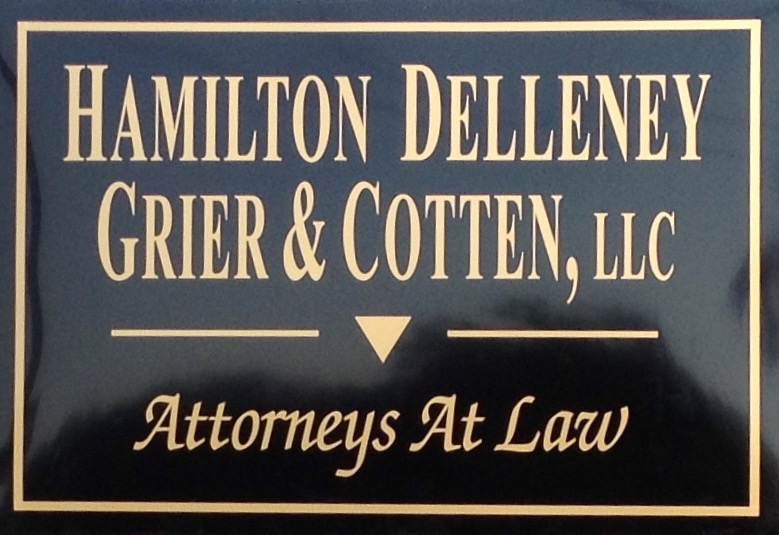 HAMILTON DELLENEY
GRIER & COTTEN, LLC
Attorneys At Law